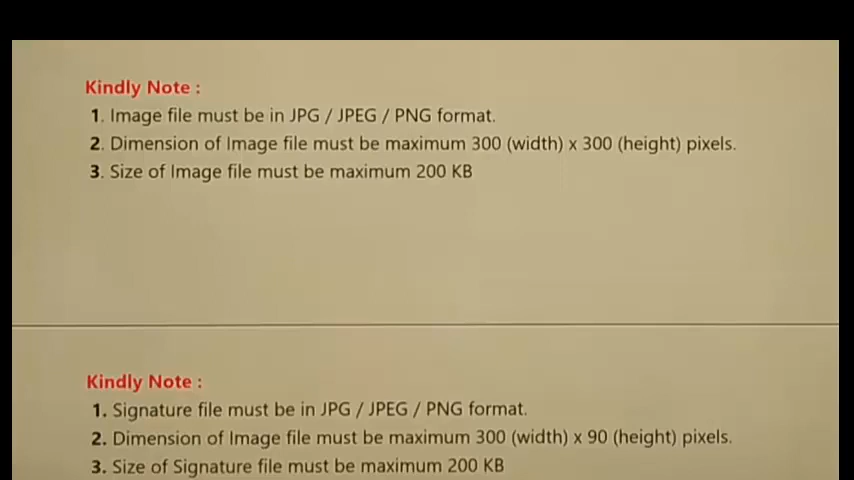 Kindly Note :
1. Image file must be in JPG / JPEG / PNG format.
2. Dimension of Image file must be maximum 300 (width) x 300 (height) pixels.
3. Size of Image file must be maximum 200 KB
Kindly Note :
1. Signature file must be in JPG / JPEG / PNG format.
2. Dimension of Image file must be maximum 300 (width) x 90 (height) pixels.
3. Size of Signature file must be maximum 200 KB